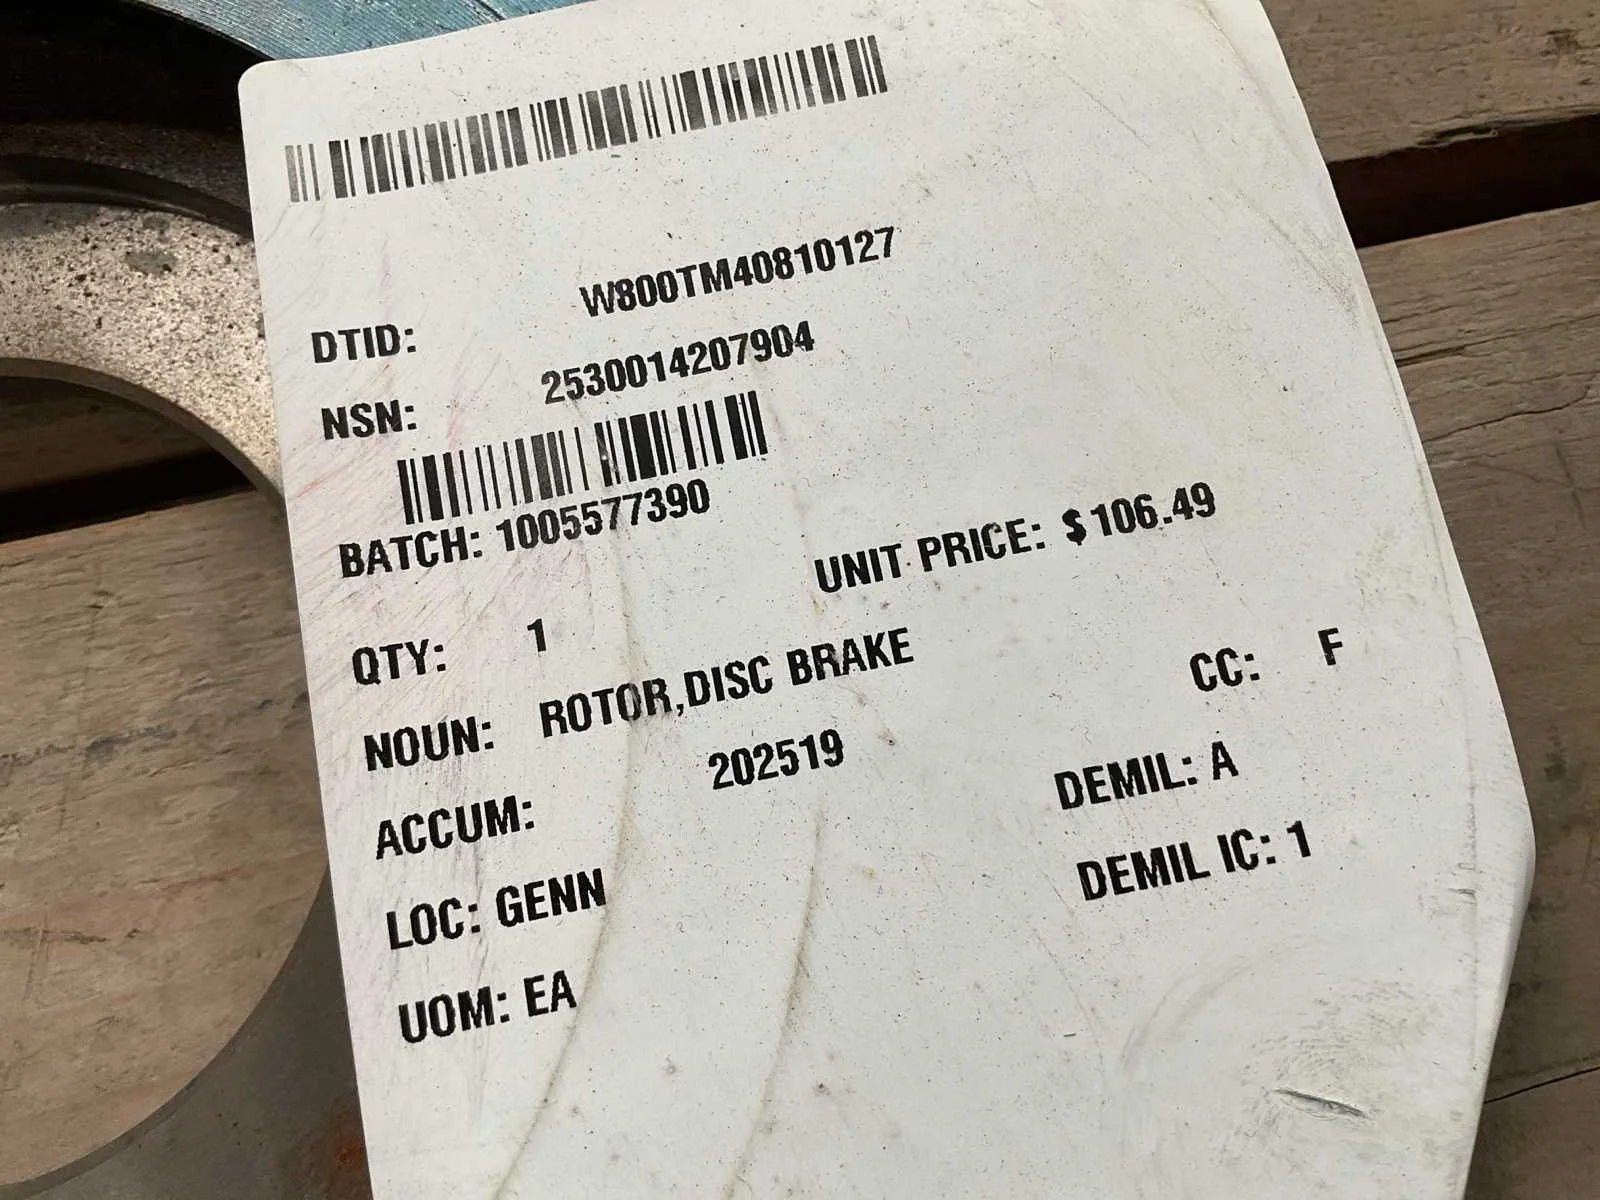 DTID: W800TM40810127
NSN: 2530014207904
BATCH: 1005577390
UNIT PRICE: $ 106.49
QTY: 1
NOUN: ROTOR,DISC BRAKE
CC: F
ACCUM: 202519
DEMIL: A
LOC: GENN
DEMIL IC: 1
UOM: EA